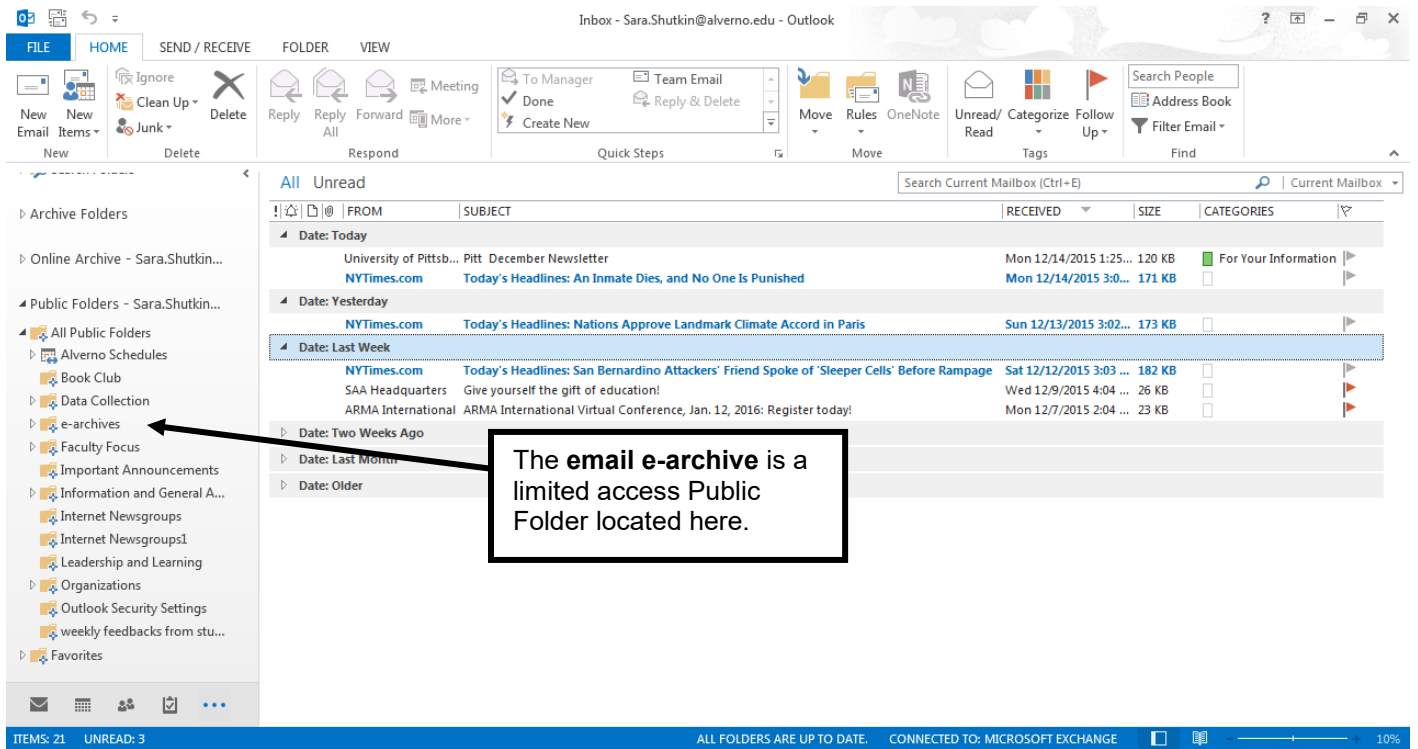 Inbox - Sara.Shutkin@alverno.edu - Outlook
FILE HOME SEND / RECEIVE FOLDER VIEW
New Email
New Items
Ignore
Clean Up
Junk
Delete
Reply
Reply All
Forward
Meeting
More
To Manager
Done
Create New
Team Email
Reply & Delete
Move
Rules
OneNote
Unread/ Read
Categorize
Follow Up
Search People
Address Book
Filter Email
New Delete Respond Quick Steps Move Tags Find
All Unread
Search Current Mailbox (Ctrl+E) Current Mailbox
Archive Folders
Online Archive - Sara.Shutkin...
Public Folders - Sara.Shutkin...
All Public Folders
Alverno Schedules
Book Club
Data Collection
e-archives
Faculty Focus
Important Announcements
Information and General A...
Internet Newsgroups
Internet Newsgroups1
Leadership and Learning
Organizations
Outlook Security Settings
weekly feedbacks from stu...
Favorites
! FROM SUBJECT RECEIVED SIZE CATEGORIES
Date: Today
University of Pittsb... Pitt December Newsletter Mon 12/14/2015 1:25... 120 KB For Your Information
NYTimes.com Today's Headlines: An Inmate Dies, and No One Is Punished Mon 12/14/2015 3:0... 171 KB
Date: Yesterday
NYTimes.com Today's Headlines: Nations Approve Landmark Climate Accord in Paris Sun 12/13/2015 3:02... 173 KB
Date: Last Week
NYTimes.com Today's Headlines: San Bernardino Attackers' Friend Spoke of 'Sleeper Cells' Before Rampage Sat 12/12/2015 3:03 ... 182 KB
SAA Headquarters Give yourself the gift of education! Wed 12/9/2015 4:04 ... 26 KB
ARMA International ARMA International Virtual Conference, Jan. 12, 2016: Register today! Mon 12/7/2015 2:04 ... 23 KB
Date: Two Weeks Ago
Date: Last Month
Date: Older
The email e-archive is a
limited access Public
Folder located here.
ITEMS: 21 UNREAD: 3 ALL FOLDERS ARE UP TO DATE. CONNECTED TO: MICROSOFT EXCHANGE 10%